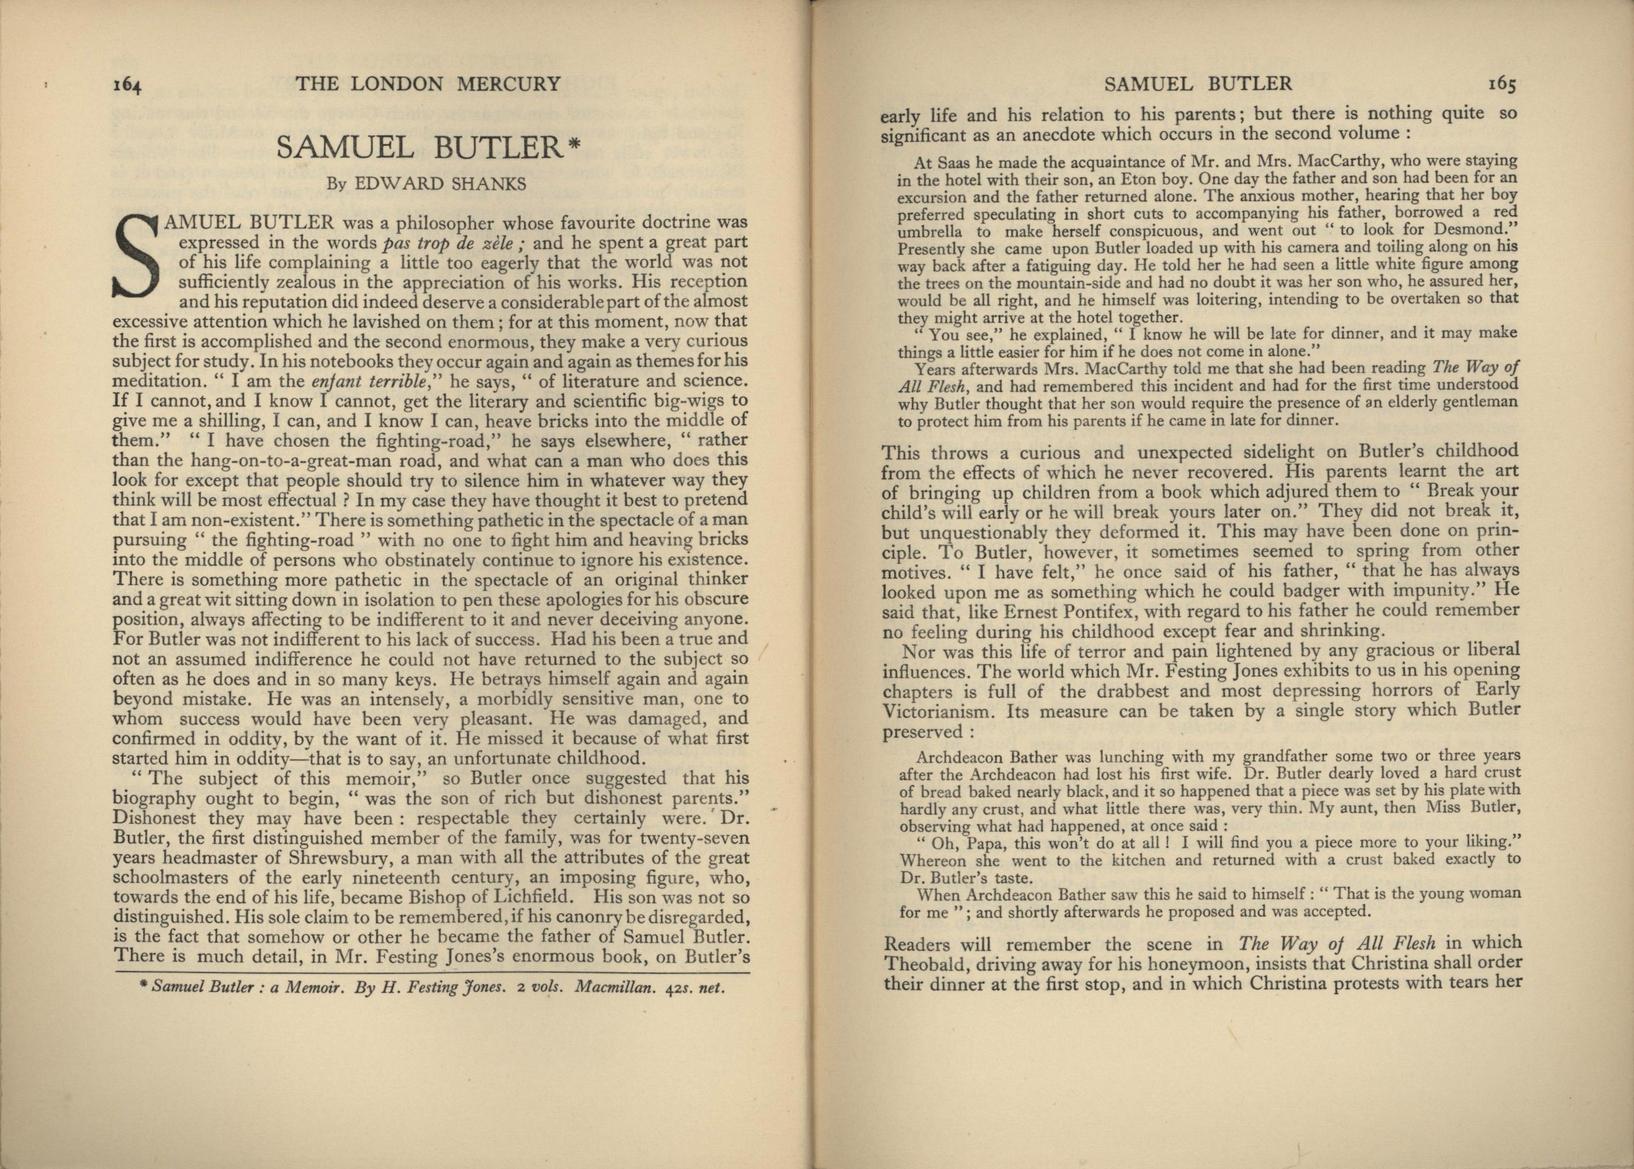 164 THE LONDON MERCURY
SAMUEL BUTLER*
By EDWARD SHANKS
SAMUEL BUTLER was a philosopher whose favourite doctrine was
expressed in the words pas trop de zèle ; and he spent a great part
of his life complaining a little too eagerly that the world was not
sufficiently zealous in the appreciation of his works. His reception
and his reputation did indeed deserve a considerable part of the almost
excessive attention which he lavished on them ; for at this moment, now that
the first is accomplished and the second enormous, they make a very curious
subject for study. In his notebooks they occur again and again as themes for his
meditation. “ I am the enfant terrible,” he says, “ of literature and science.
If I cannot, and I know I cannot, get the literary and scientific big-wigs to
give me a shilling, I can, and I know I can, heave bricks into the middle of
them.” “ I have chosen the fighting-road,” he says elsewhere, “ rather
than the hang-on-to-a-great-man road, and what can a man who does this
look for except that people should try to silence him in whatever way they
think will be most effectual ? In my case they have thought it best to pretend
that I am non-existent.” There is something pathetic in the spectacle of a man
pursuing “ the fighting-road ” with no one to fight him and heaving bricks
into the middle of persons who obstinately continue to ignore his existence.
There is something more pathetic in the spectacle of an original thinker
and a great wit sitting down in isolation to pen these apologies for his obscure
position, always affecting to be indifferent to it and never deceiving anyone.
For Butler was not indifferent to his lack of success. Had his been a true and
not an assumed indifference he could not have returned to the subject so
often as he does and in so many keys. He betrays himself again and again
beyond mistake. He was an intensely, a morbidly sensitive man, one to
whom success would have been very pleasant. He was damaged, and
confirmed in oddity, by the want of it. He missed it because of what first
started him in oddity—that is to say, an unfortunate childhood.
“ The subject of this memoir,” so Butler once suggested that his
biography ought to begin, “ was the son of rich but dishonest parents.”
Dishonest they may have been : respectable they certainly were. Dr.
Butler, the first distinguished member of the family, was for twenty-seven
years headmaster of Shrewsbury, a man with all the attributes of the great
schoolmasters of the early nineteenth century, an imposing figure, who,
towards the end of his life, became Bishop of Lichfield. His son was not so
distinguished. His sole claim to be remembered, if his canonry be disregarded,
is the fact that somehow or other he became the father of Samuel Butler.
There is much detail, in Mr. Festing Jones’s enormous book, on Butler’s
* Samuel Butler : a Memoir. By H. Festing Jones. 2 vols. Macmillan. 42s. net.
SAMUEL BUTLER 165
early life and his relation to his parents ; but there is nothing quite so
significant as an anecdote which occurs in the second volume :
At Saas he made the acquaintance of Mr. and Mrs. MacCarthy, who were staying
in the hotel with their son, an Eton boy. One day the father and son had been for an
excursion and the father returned alone. The anxious mother, hearing that her boy
preferred speculating in short cuts to accompanying his father, borrowed a red
umbrella to make herself conspicuous, and went out “ to look for Desmond.”
Presently she came upon Butler loaded up with his camera and toiling along on his
way back after a fatiguing day. He told her he had seen a little white figure among
the trees on the mountain-side and had no doubt it was her son who, he assured her,
would be all right, and he himself was loitering, intending to be overtaken so that
they might arrive at the hotel together.
“ You see,” he explained, “ I know he will be late for dinner, and it may make
things a little easier for him if he does not come in alone.”
Years afterwards Mrs. MacCarthy told me that she had been reading The Way of
All Flesh, and had remembered this incident and had for the first time understood
why Butler thought that her son would require the presence of an elderly gentleman
to protect him from his parents if he came in late for dinner.
This throws a curious and unexpected sidelight on Butler’s childhood
from the effects of which he never recovered. His parents learnt the art
of bringing up children from a book which adjured them to “ Break your
child’s will early or he will break yours later on.” They did not break it,
but unquestionably they deformed it. This may have been done on prin-
ciple. To Butler, however, it sometimes seemed to spring from other
motives. “ I have felt,” he once said of his father, “ that he has always
looked upon me as something which he could badger with impunity.” He
said that, like Ernest Pontifex, with regard to his father he could remember
no feeling during his childhood except fear and shrinking.
Nor was this life of terror and pain lightened by any gracious or liberal
influences. The world which Mr. Festing Jones exhibits to us in his opening
chapters is full of the drabbest and most depressing horrors of Early
Victorianism. Its measure can be taken by a single story which Butler
preserved :
Archdeacon Bather was lunching with my grandfather some two or three years
after the Archdeacon had lost his first wife. Dr. Butler dearly loved a hard crust
of bread baked nearly black, and it so happened that a piece was set by his plate with
hardly any crust, and what little there was, very thin. My aunt, then Miss Butler,
observing what had happened, at once said :
“ Oh, Papa, this won’t do at all ! I will find you a piece more to your liking.”
Whereon she went to the kitchen and returned with a crust baked exactly to
Dr. Butler’s taste.
When Archdeacon Bather saw this he said to himself : “ That is the young woman
for me ” ; and shortly afterwards he proposed and was accepted.
Readers will remember the scene in The Way of All Flesh in which
Theobald, driving away for his honeymoon, insists that Christina shall order
their dinner at the first stop, and in which Christina protests with tears her